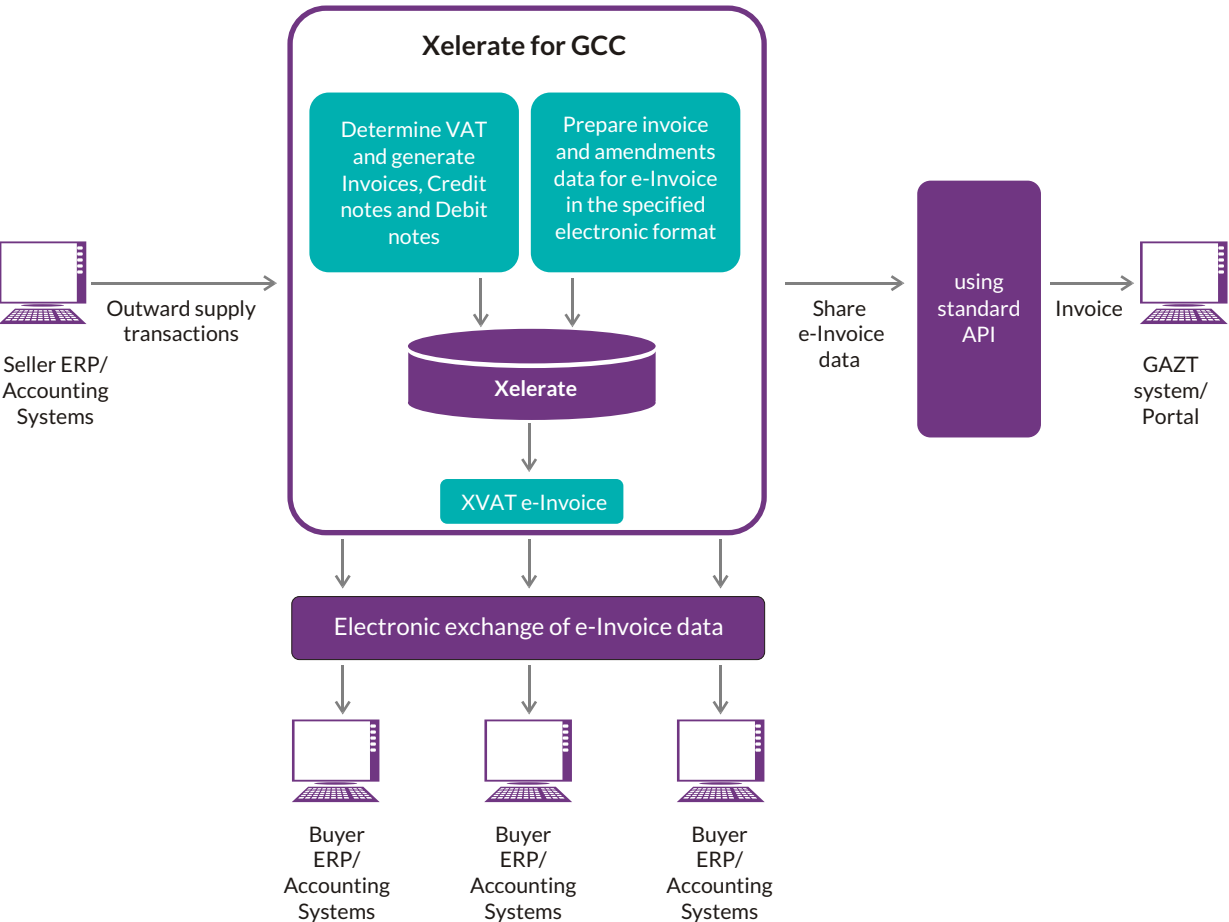 Xelerate for GCC
Determine VAT
and generate
Invoices, Credit
notes and Debit
notes
Prepare invoice
and amendments
data for e-Invoice
in the specified
electronic format
Outward supply
transactions
Seller ERP/
Accounting
Systems
Xelerate
XVAT e-Invoice
Share
e-Invoice
data
using
standard
API
Invoice
GAZT
system/
Portal
Electronic exchange of e-Invoice data
Buyer
ERP/
Accounting
Systems
Buyer
ERP/
Accounting
Systems
Buyer
ERP/
Accounting
Systems